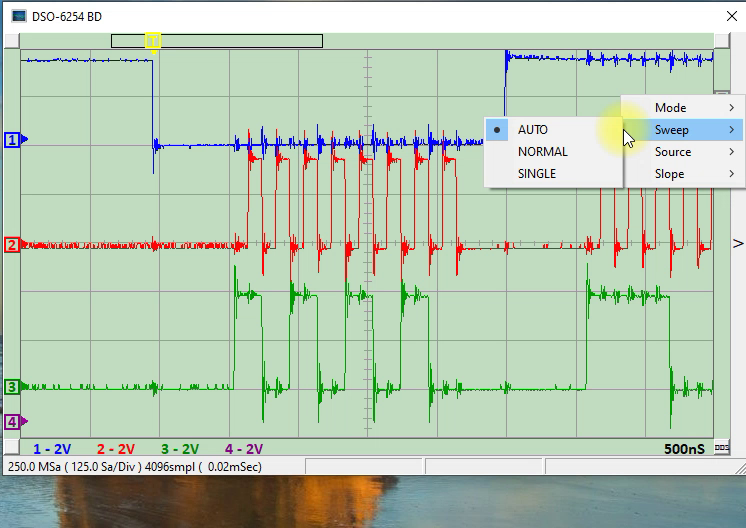 DSO-6254 BD
T
Mode >
AUTO
Sweep >
1
NORMAL
Source >
SINGLE
Slope >
2
>
3
4
1 - 2V 2 - 2V 3 - 2V 4 - 2V 500nS DDS
250.0 MSa ( 125.0 Sa/Div ) 4096smpl ( 0.02mSec)